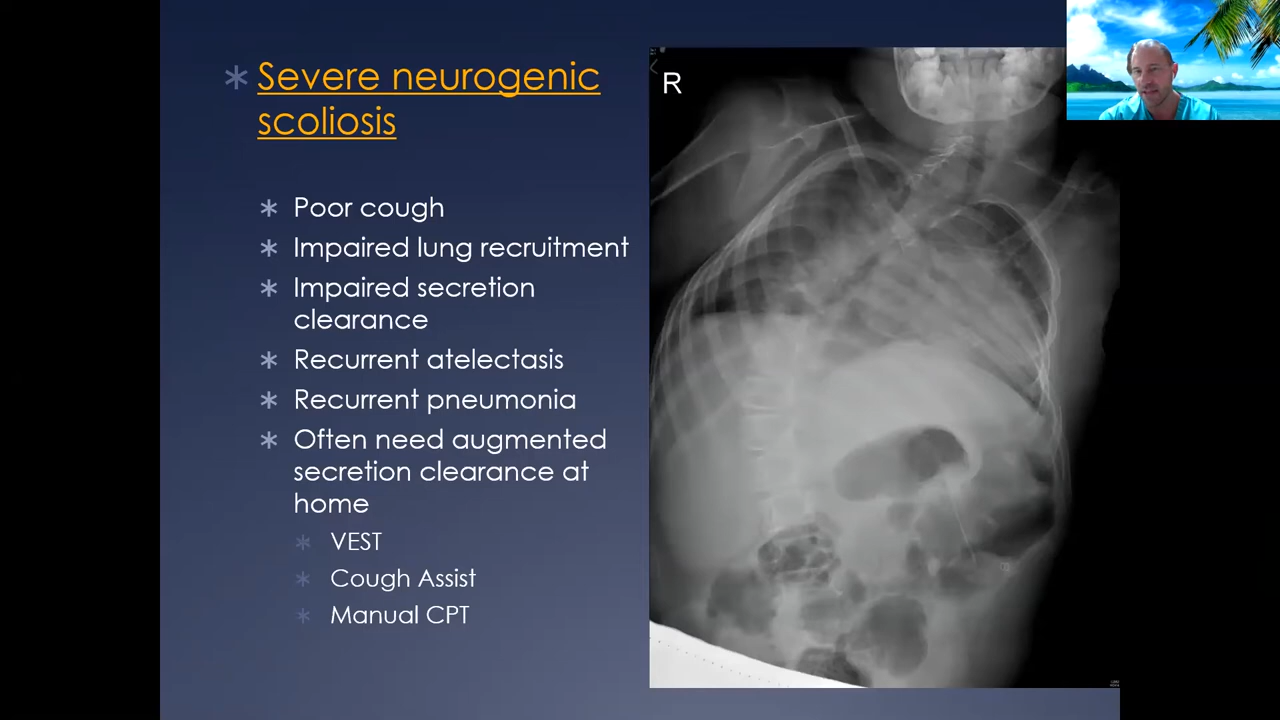 Severe neurogenic
scoliosis
Poor cough
Impaired lung recruitment
Impaired secretion
clearance
Recurrent atelectasis
Recurrent pneumonia
Often need augmented
secretion clearance at
home
VEST
Cough Assist
Manual CPT
R